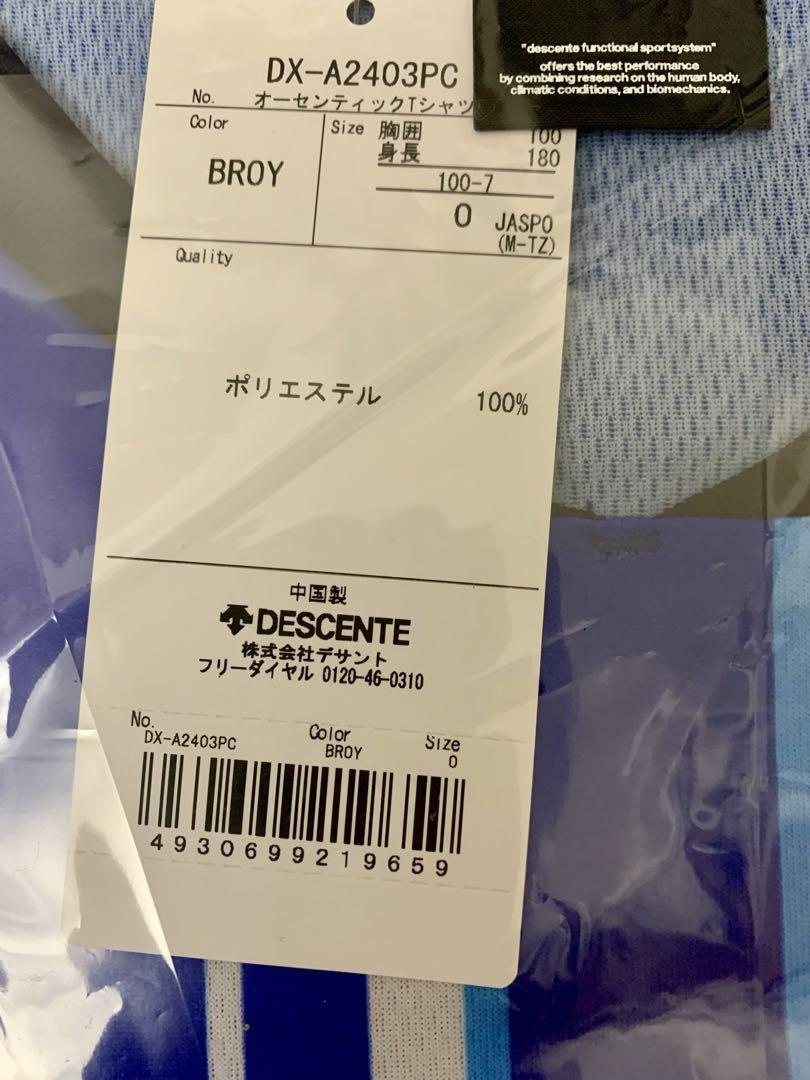 "descente functional sportsystem"
offers the best performance
by combining research on the human body,
climatic conditions, and biomechanics.
DX-A2403PC
No. オーセンティックTシャツ
Color
BROY
Size 胸囲 100
身長 180
100-7
O JASPO
(M-TZ)
Quality
ポリエステル 100%
中国製
DESCENTE
株式会社デサント
フリーダイヤル 0120-46-0310
No. Color Size
DX-A2403PC BROY O
4930699219659